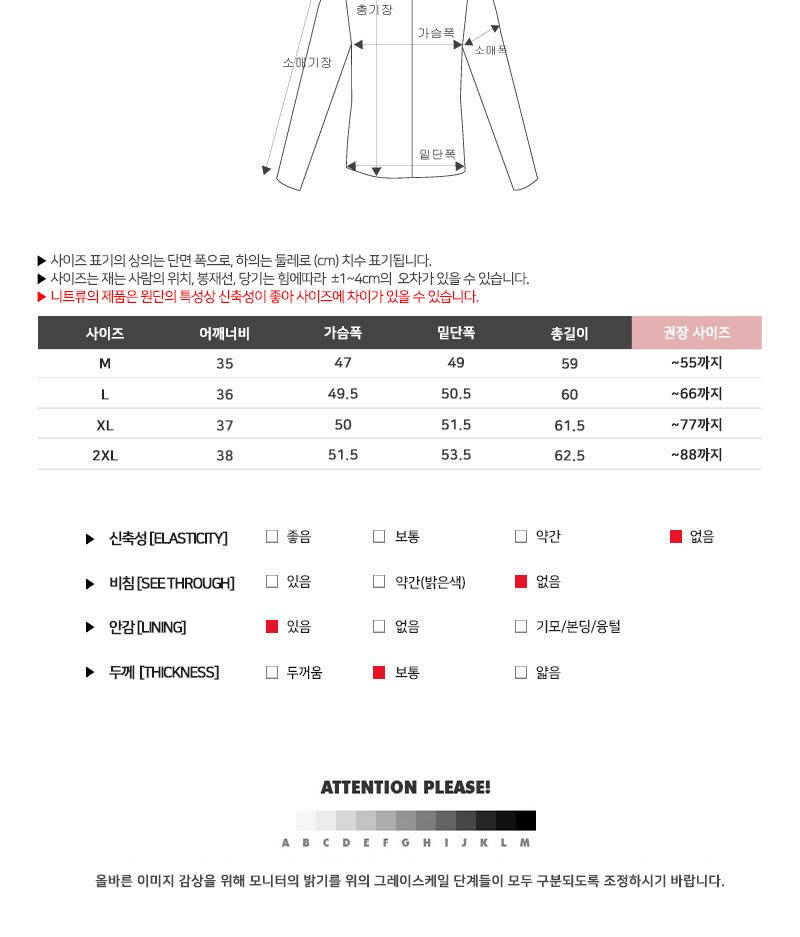 총기장
가슴폭
소매폭
소매기장
밑단폭
▶ 사이즈 표기의 상의는 단면 폭으로, 하의는 둘레로 (cm) 치수 표기됩니다.
▶ 사이즈는 재는 사람의 위치, 봉재선, 당기는 힘에따라 ±1~4cm의 오차가 있을 수 있습니다.
▶ 니트류의 제품은 원단의 특성상 신축성이 좋아 사이즈에 차이가 있을 수 있습니다.
사이즈 어깨너비 가슴폭 밑단폭 총길이 권장 사이즈
M 35 47 49 59 ~55까지
L 36 49.5 50.5 60 ~66까지
XL 37 50 51.5 61.5 ~77까지
2XL 38 51.5 53.5 62.5 ~88까지
▶ 신축성 [ELASTICITY] 좋음 보통 약간 없음
▶ 비침 [SEE THROUGH] 있음 약간(밝은색) 없음
▶ 안감 [LINING] 있음 없음 기모/본딩/융털
▶ 두께 [THICKNESS] 두꺼움 보통 얇음
ATTENTION PLEASE!
A B C D E F G H I J K L M
올바른 이미지 감상을 위해 모니터의 밝기를 위의 그레이스케일 단계들이 모두 구분되도록 조정하시기 바랍니다.